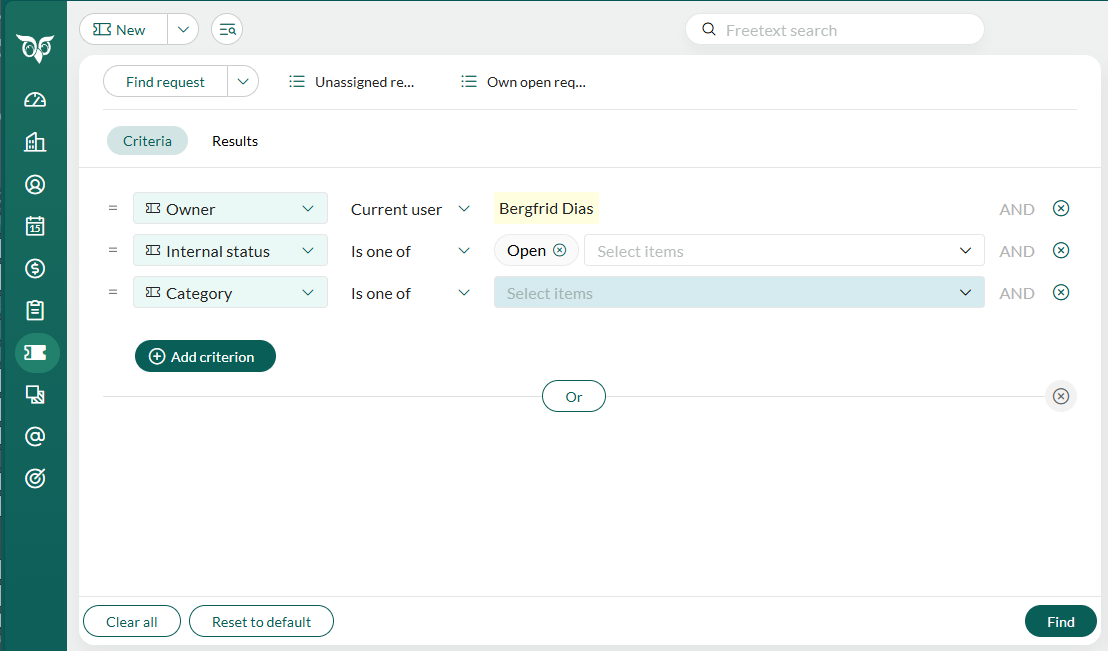 New
Freetext search
Find request
Unassigned re...
Own open req...
Criteria
Results
= Owner Current user Bergfrid Dias AND
= Internal status Is one of Open Select items AND
= Category Is one of Select items AND
15
Add criterion
Or
Clear all
Reset to default
Find